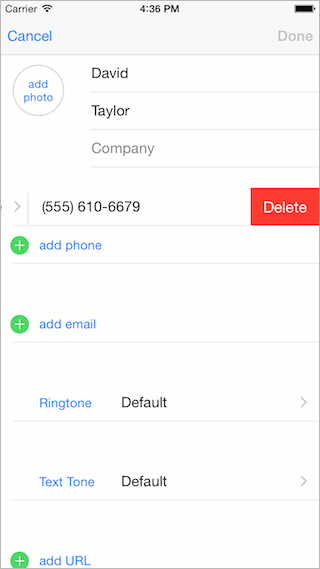 Carrier 4:36 PM
Cancel Done
add
photo
David
Taylor
Company
(555) 610-6679 Delete
add phone
add email
Ringtone Default
Text Tone Default
add URL